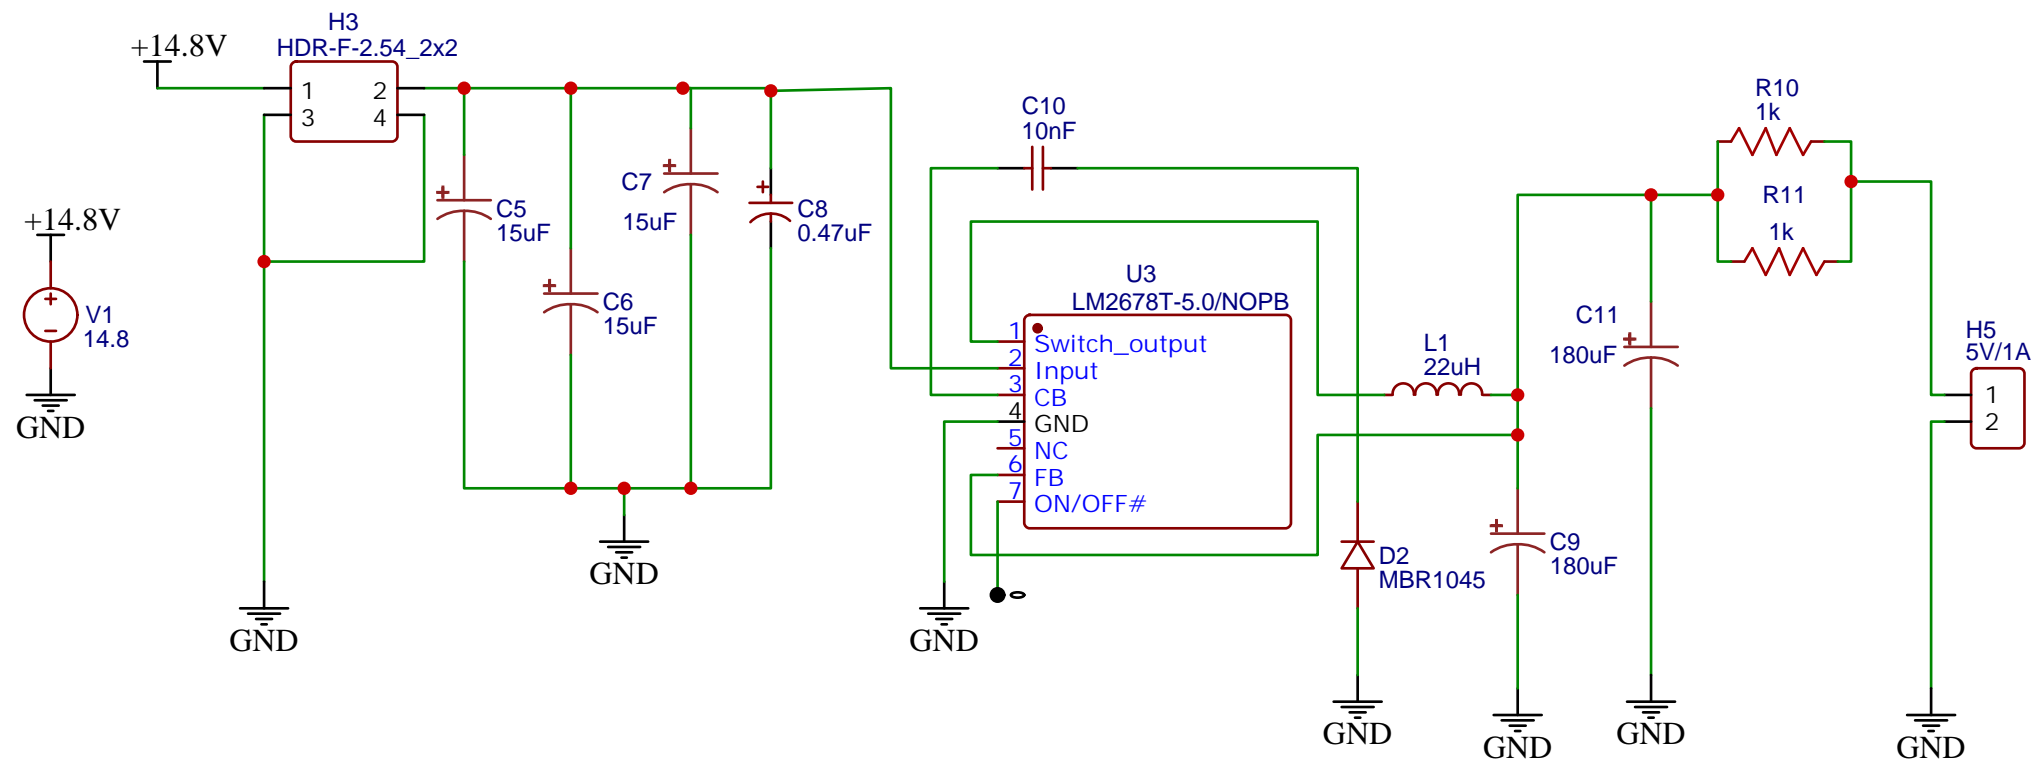 H3
HDR-F-2.54_2x2
+14.8V
1
2
3
4
+14.8V
+
V1
14.8
GND
GND
+
C5
15uF
+
C6
15uF
+
C7
15uF
+
C8
0.47uF
GND
C10
10nF
U3
LM2678T-5.0/NOPB
1
Switch_output
2
Input
3
CB
4
GND
5
NC
6
FB
7
ON/OFF#
GND
L1
22uH
D2
MBR1045
GND
+
C9
180uF
GND
C11
180uF
+
GND
R10
1k
R11
1k
H5
5V/1A
1
2
GND